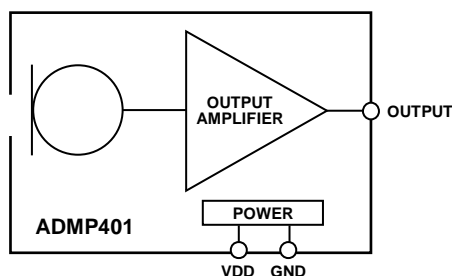 OUTPUT
AMPLIFIER
OUTPUT
POWER
ADMP401
VDD GND